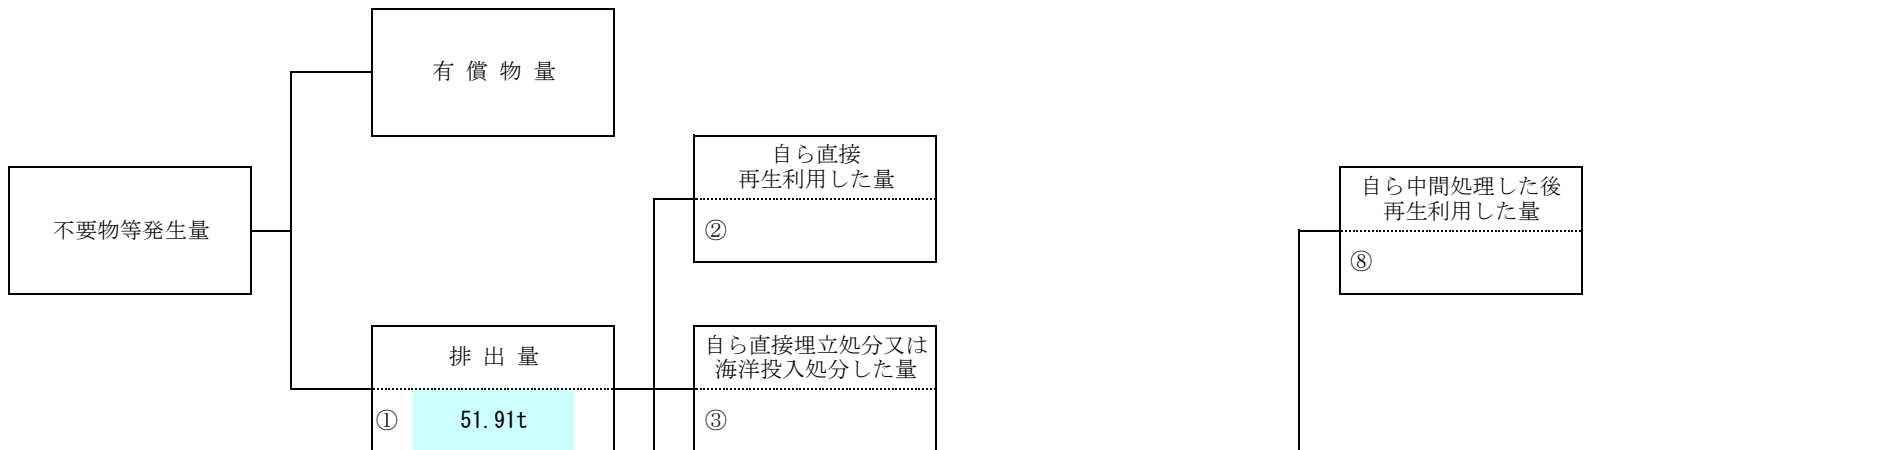 有償物量
自ら直接
再生利用した量
②
自ら中間処理した後
再生利用した量
⑧
不要物等発生量
排出量
① 51.91t
自ら直接埋立処分又は
海洋投入処分した量
③